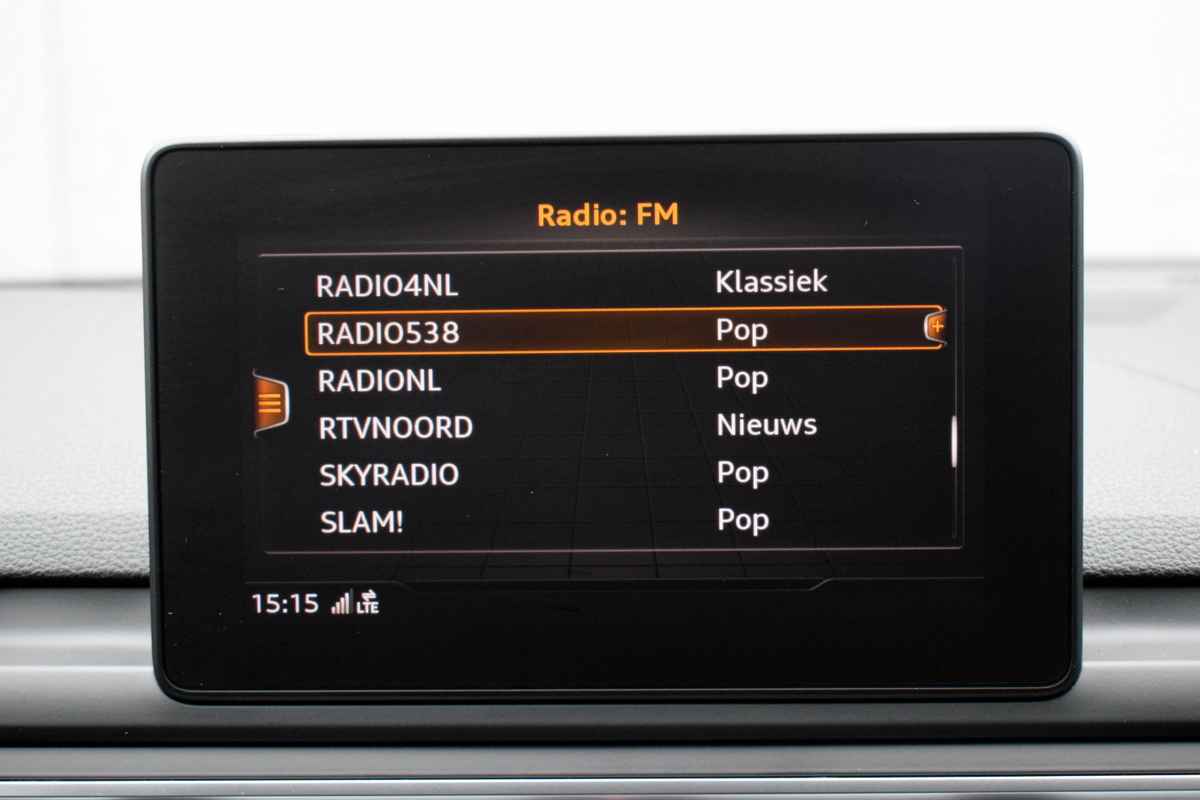 Radio: FM
RADIO4NL Klassiek
RADIO538 Pop
RADIONL Pop
RTVNOORD Nieuws
SKYRADIO Pop
SLAM! Pop
15:15 LTE